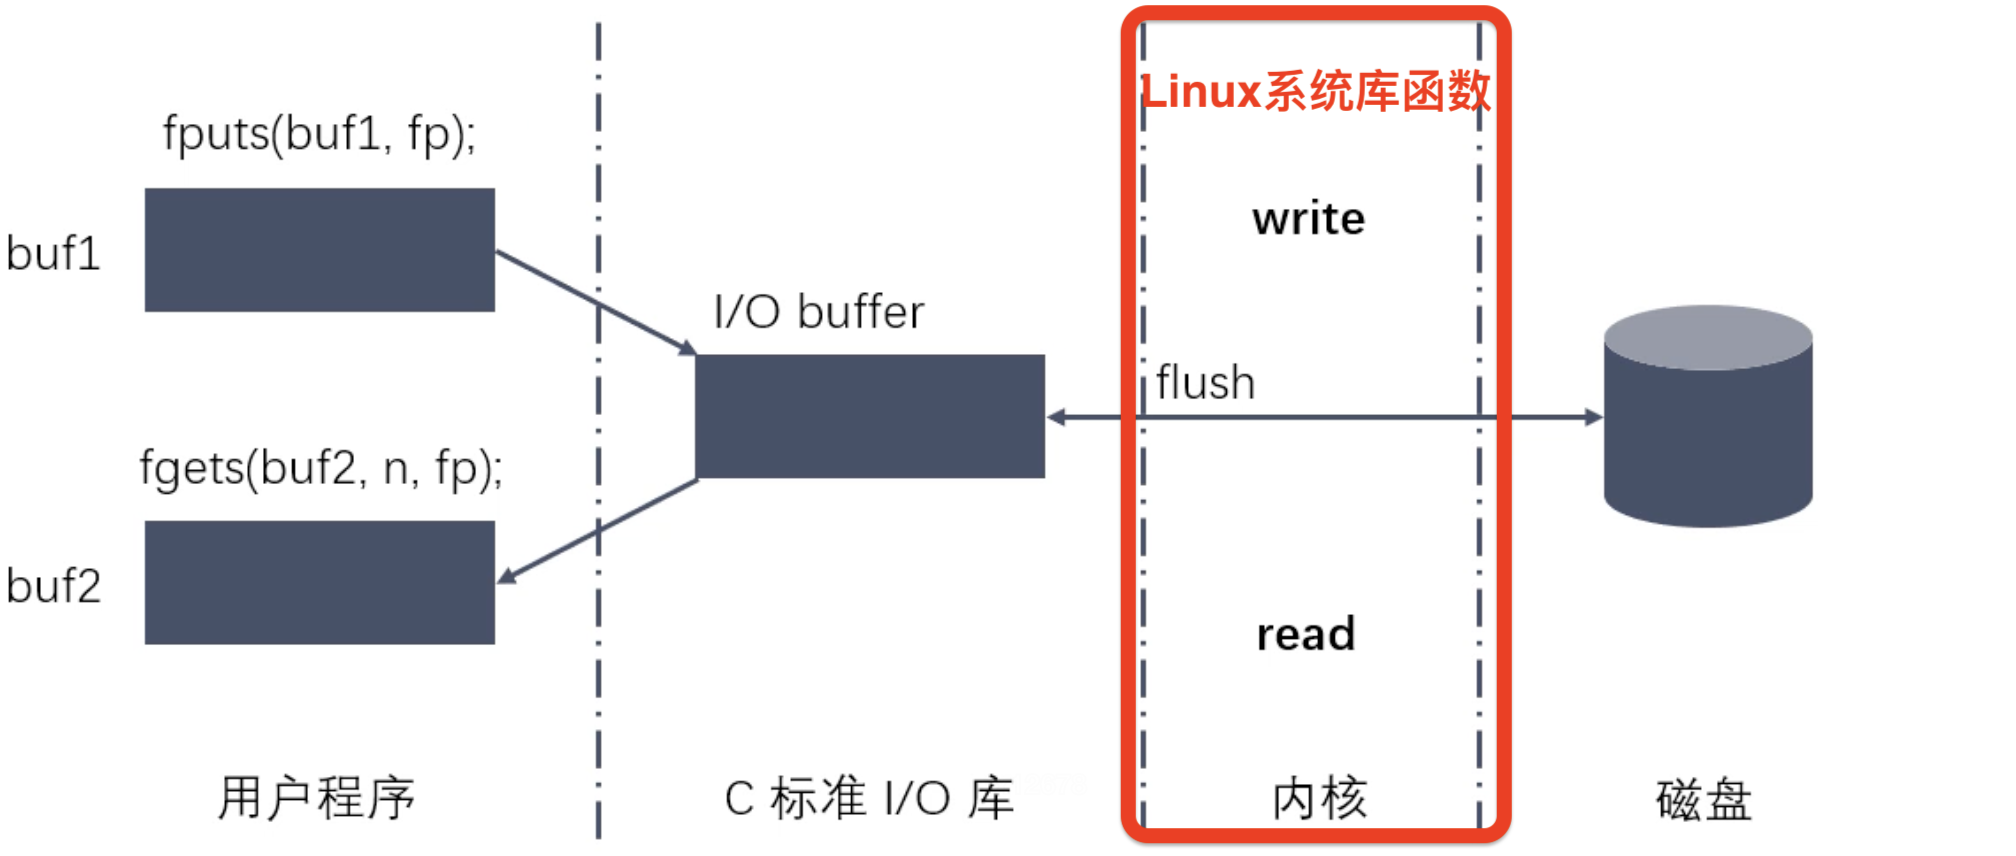 Linux系统库函数
fputs(buf1, fp);
write
buf1
I/O buffer
flush
fgets(buf2, n, fp);
buf2
read
用户程序
C 标准 I/O 库
内核
磁盘